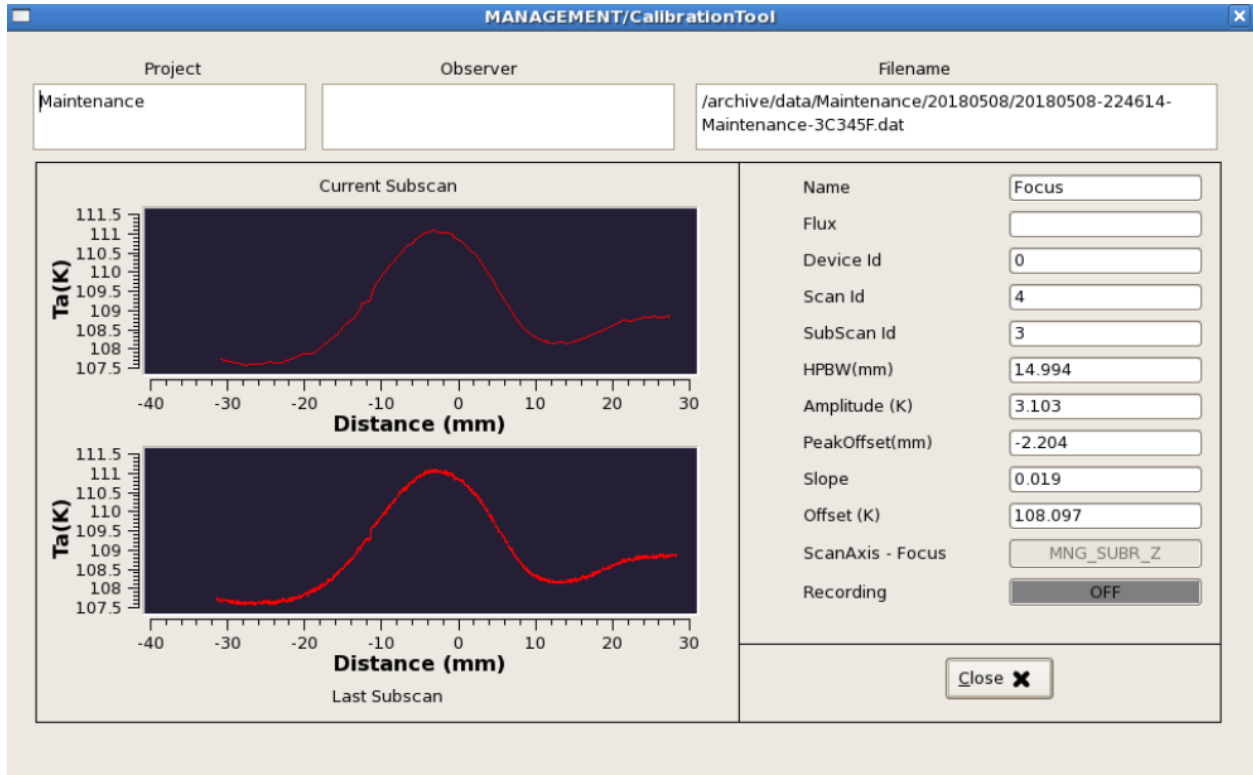 MANAGEMENT/CalibrationTool
Project
Observer
Filename
Maintenance
/archive/data/Maintenance/20180508/20180508-224614-
Maintenance-3C345F.dat
Current Subscan
111.5
111
110.5
110
109.5
109
108.5
108
107.5
Ta(K)
-40 -30 -20 -10 0 10 20 30
Distance (mm)
111.5
111
110.5
110
109.5
109
108.5
108
107.5
Ta(K)
-40 -30 -20 -10 0 10 20 30
Distance (mm)
Last Subscan
Name Focus
Flux
Device Id 0
Scan Id 4
SubScan Id 3
HPBW(mm) 14.994
Amplitude (K) 3.103
PeakOffset(mm) -2.204
Slope 0.019
Offset (K) 108.097
ScanAxis - Focus MNG_SUBR_Z
Recording OFF
Close